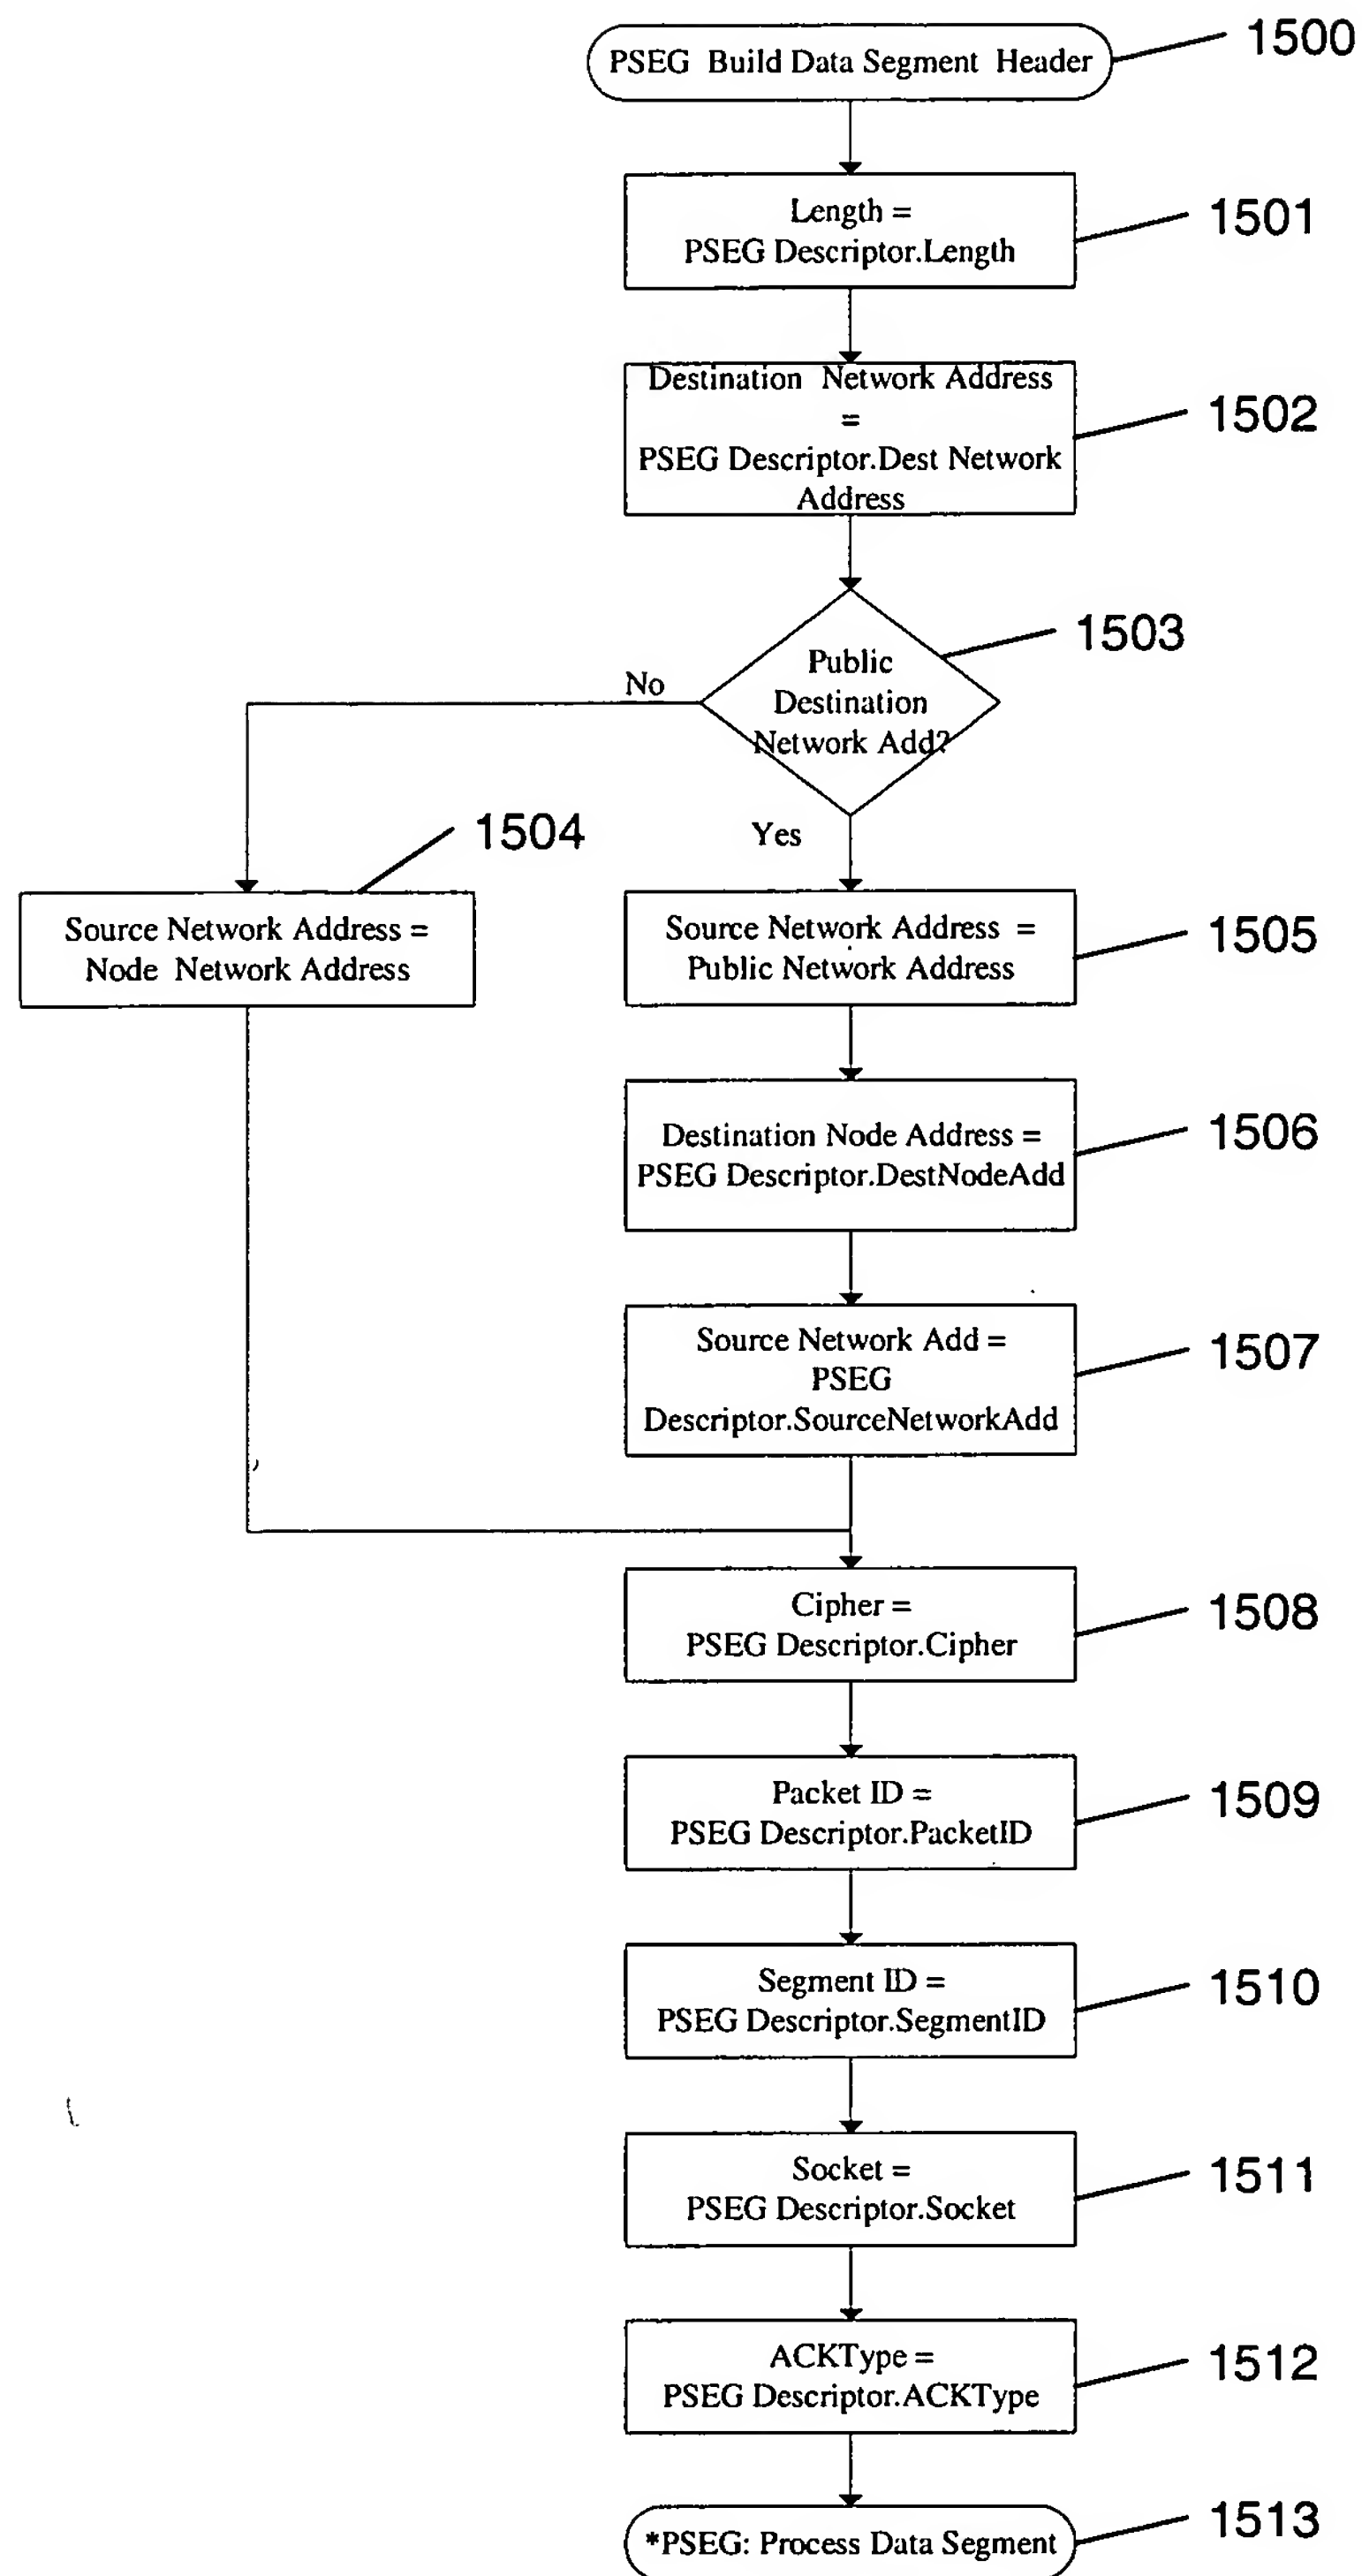 PSEG Build Data Segment Header
1500
Length =
PSEG Descriptor.Length
1501
Destination Network Address
=
PSEG Descriptor.Dest Network
Address
1502
Public
Destination
Network Add?
1503
No
Yes
Source Network Address =
Node Network Address
1504
Source Network Address =
Public Network Address
1505
Destination Node Address =
PSEG Descriptor.DestNodeAdd
1506
Source Network Add =
PSEG
Descriptor.SourceNetworkAdd
1507
Cipher =
PSEG Descriptor.Cipher
1508
Packet ID =
PSEG Descriptor.PacketID
1509
Segment ID =
PSEG Descriptor.SegmentID
1510
Socket =
PSEG Descriptor.Socket
1511
ACKType =
PSEG Descriptor.ACKType
1512
*PSEG: Process Data Segment
1513